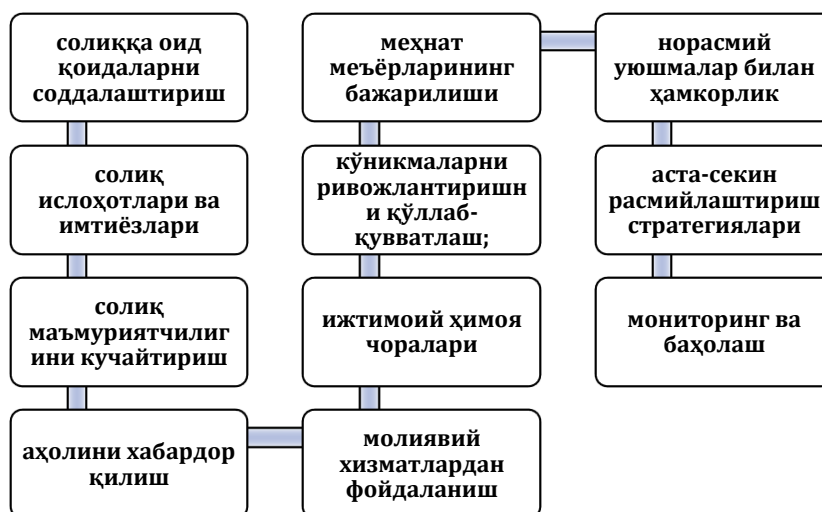 солиққа оид
қоидаларни
соддалаштириш
солиқ
ислоҳотлари ва
имтиёзлари
солиқ
маъмуриятчилиг
ини кучайтириш
аҳолини хабардор
қилиш
молиявий
хизматлардан
фойдаланиш
ижтимоий ҳимоя
чоралари
кўникмаларни
ривожлантиришн
и қўллаб-
қувватлаш;
меҳнат
меъёрларининг
бажарилиши
норасмий
уюшмалар билан
ҳамкорлик
аста-секин
расмийлаштириш
стратегиялари
мониторинг ва
баҳолаш